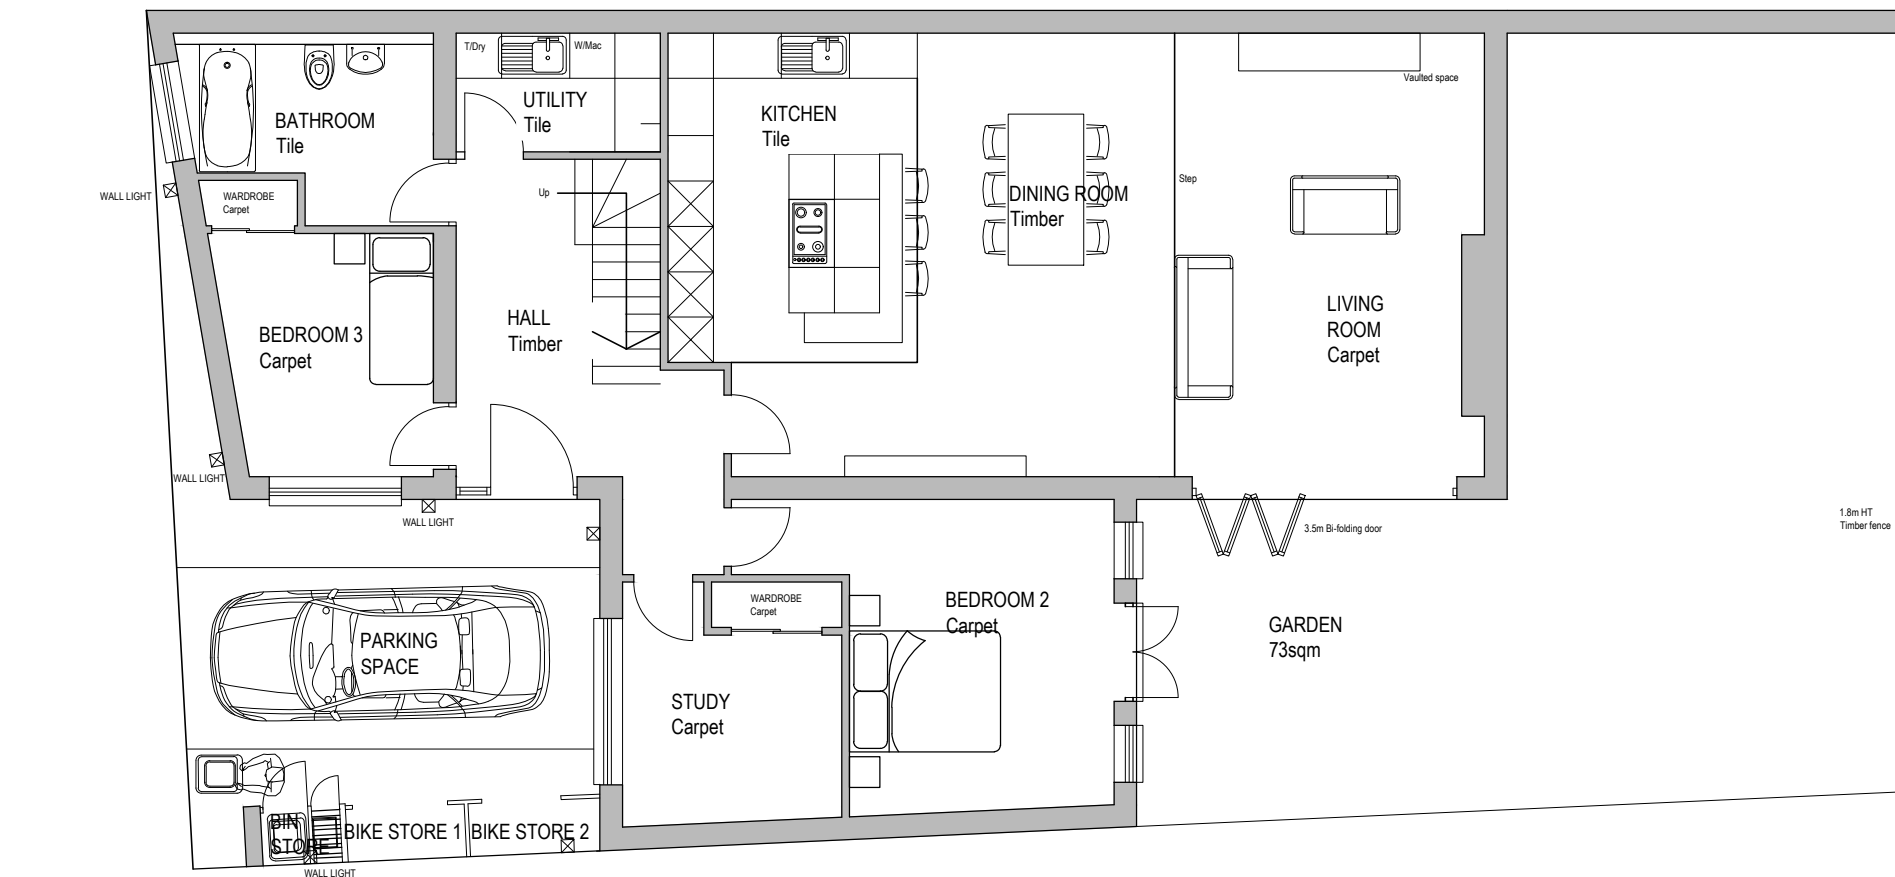 T/Dry
W/Mac
Vaulted space
UTILITY
Tile
BATHROOM
Tile
KITCHEN
Tile
WALL LIGHT
WARDROBE
Carpet
Up
Step
DINING ROOM
Timber
HALL
Timber
BEDROOM 3
Carpet
LIVING
ROOM
Carpet
WALL LIGHT
WALL LIGHT
3.5m Bi-folding door
1.8m HT
Timber fence
WARDROBE
Carpet
BEDROOM 2
Carpet
GARDEN
73sqm
PARKING
SPACE
STUDY
Carpet
BIN
STORE
BIKE STORE 1
BIKE STORE 2
WALL LIGHT